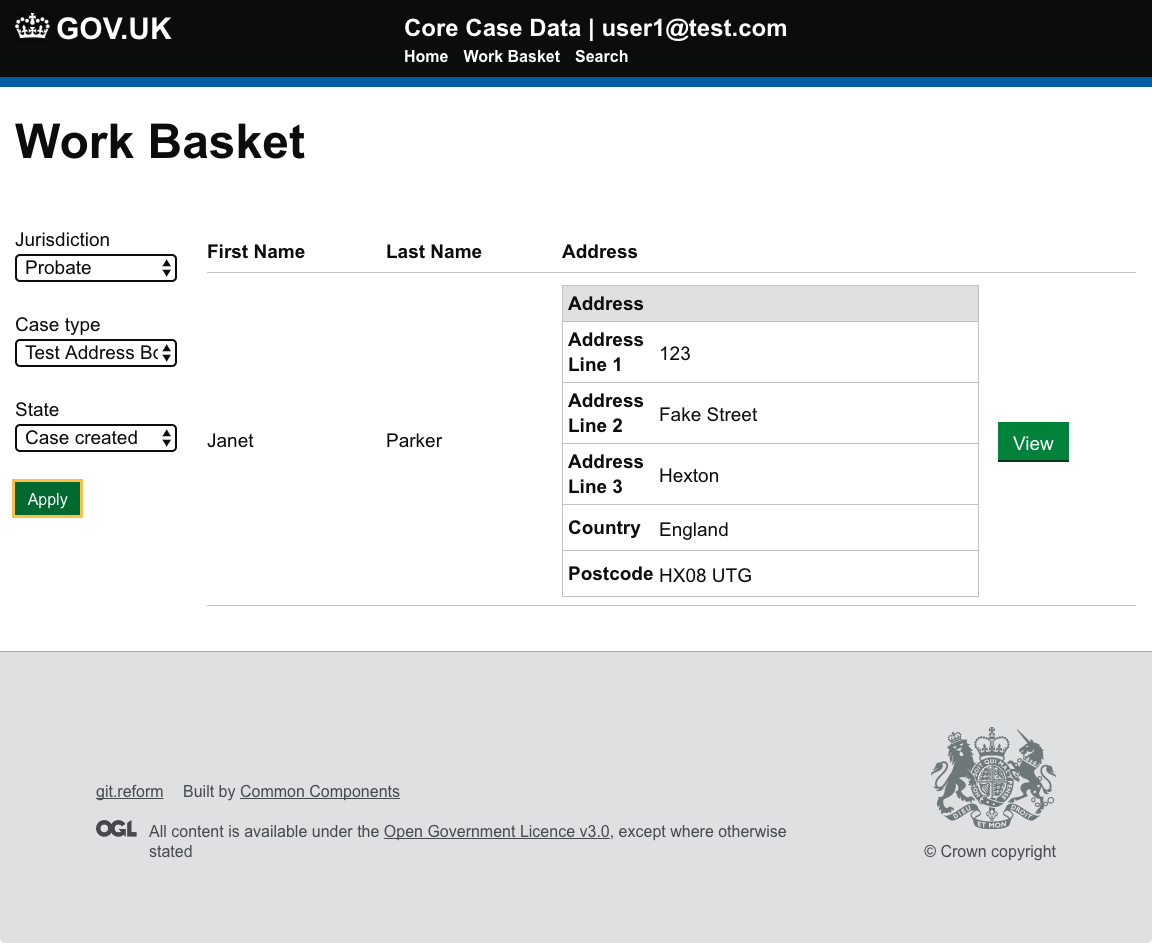 GOV.UK
Core Case Data | user1@test.com
Home Work Basket Search
Work Basket
Jurisdiction
Probate
Case type
Test Address Bo
State
Case created
Apply
First Name Last Name Address
Janet Parker
Address
Address Line 1 123
Address Line 2 Fake Street
Address Line 3 Hexton
Country England
Postcode HX08 UTG
View
git.reform Built by Common Components
OGL All content is available under the Open Government Licence v3.0, except where otherwise
stated
DIEU ET MON DROIT
© Crown copyright